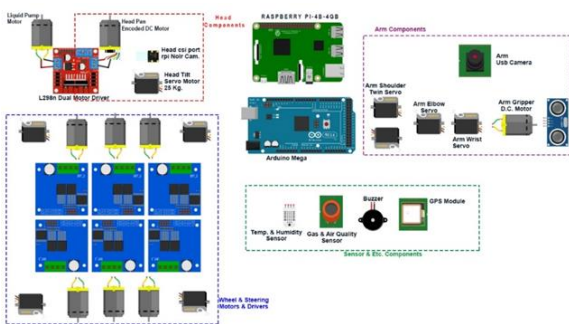 Liquid Pump
Motor
Head Pan
Encoded DC Motor
Head
Components
Head csi port
rpi Noir Cam.
Head Tilt
Servo Motor
25 Kg.
L298n Dual Motor Driver
RASPBERRY PI-4B-4GB
Arduino Mega
Arm Components
Arm
Usb Camera
Arm Shoulder
Twin Servo
Arm Elbow
Servo
Arm Wrist
Servo
Arm Gripper
D.C. Motor
Temp. & Humidity
Sensor
Gas & Air Quality
Sensor
Buzzer
GPS Module
Sensor & Etc. Components
Wheel & Steering
Motors & Drivers